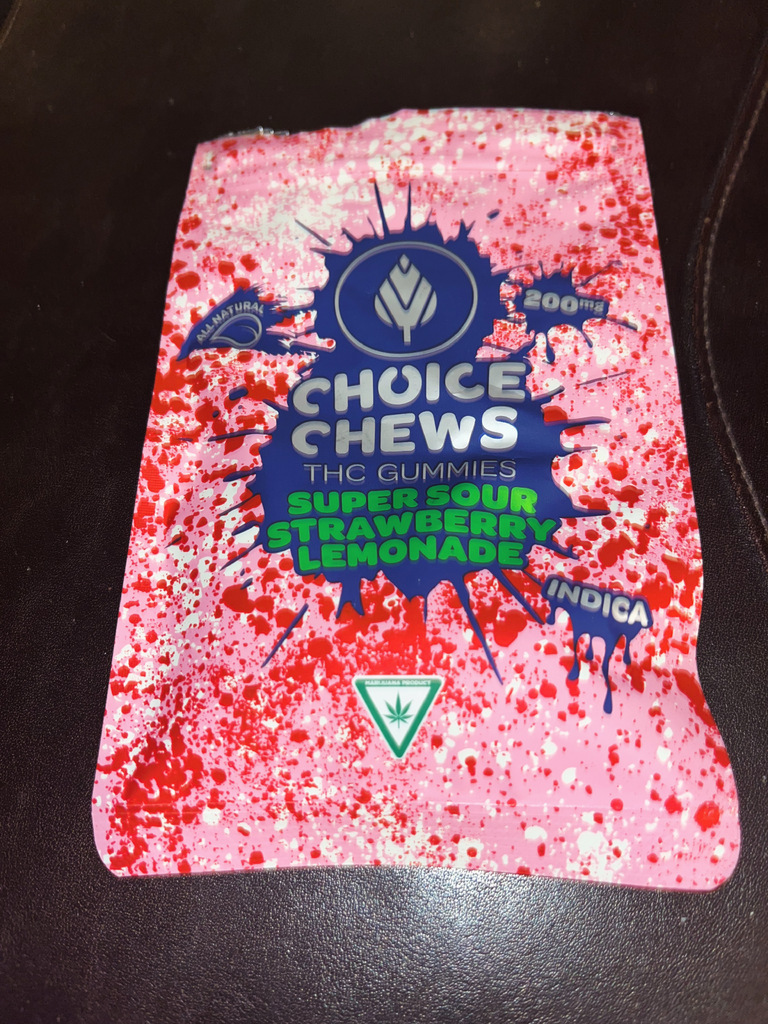 ALL NATURAL
200mg
CHOICE
CHEWS
THC GUMMIES
SUPER SOUR
STRAWBERRY
LEMONADE
INDICA
MARIJUANA PRODUCT